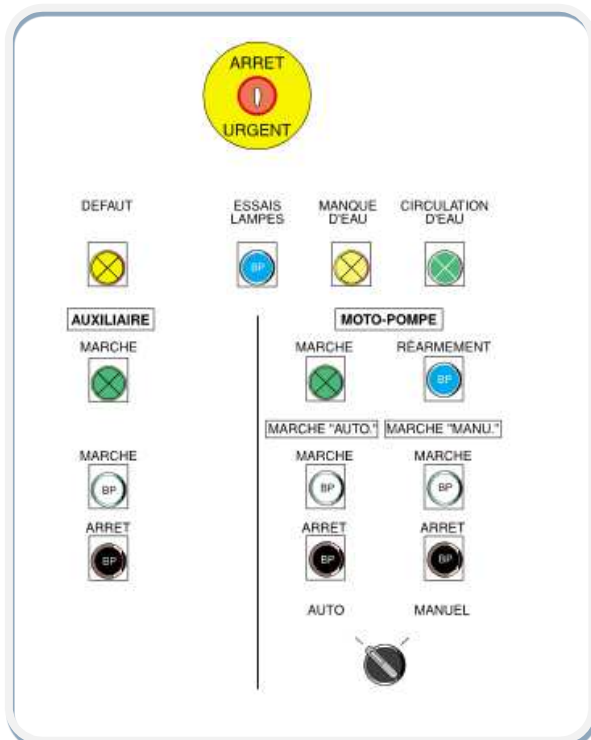 ARRET
URGENT
DEFAUT
ESSAIS
LAMPES
MANQUE
D'EAU
CIRCULATION
D'EAU
BP
AUXILIAIRE
MOTO-POMPE
MARCHE
MARCHE
RÉARMEMENT
BP
MARCHE "AUTO."
MARCHE "MANU."
MARCHE
MARCHE
MARCHE
BP
BP
BP
ARRET
ARRET
ARRET
BP
BP
BP
AUTO
MANUEL